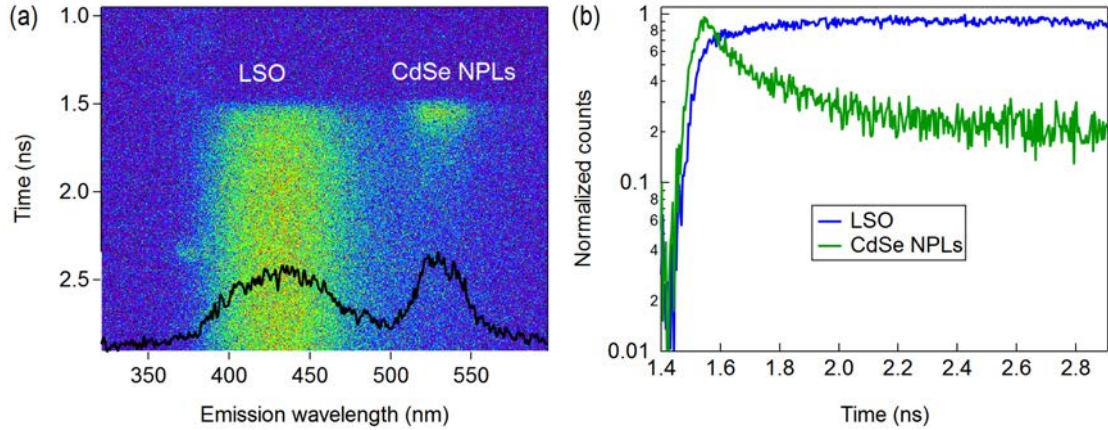 (a)
LSO
CdSe NPLs
Time (ns)
1.0
1.5
2.0
2.5
350
400
450
500
550
Emission wavelength (nm)
(b)
Normalized counts
1
8
6
4
2
0.1
8
6
4
2
0.01
LSO
CdSe NPLs
1.4
1.6
1.8
2.0
2.2
2.4
2.6
2.8
Time (ns)